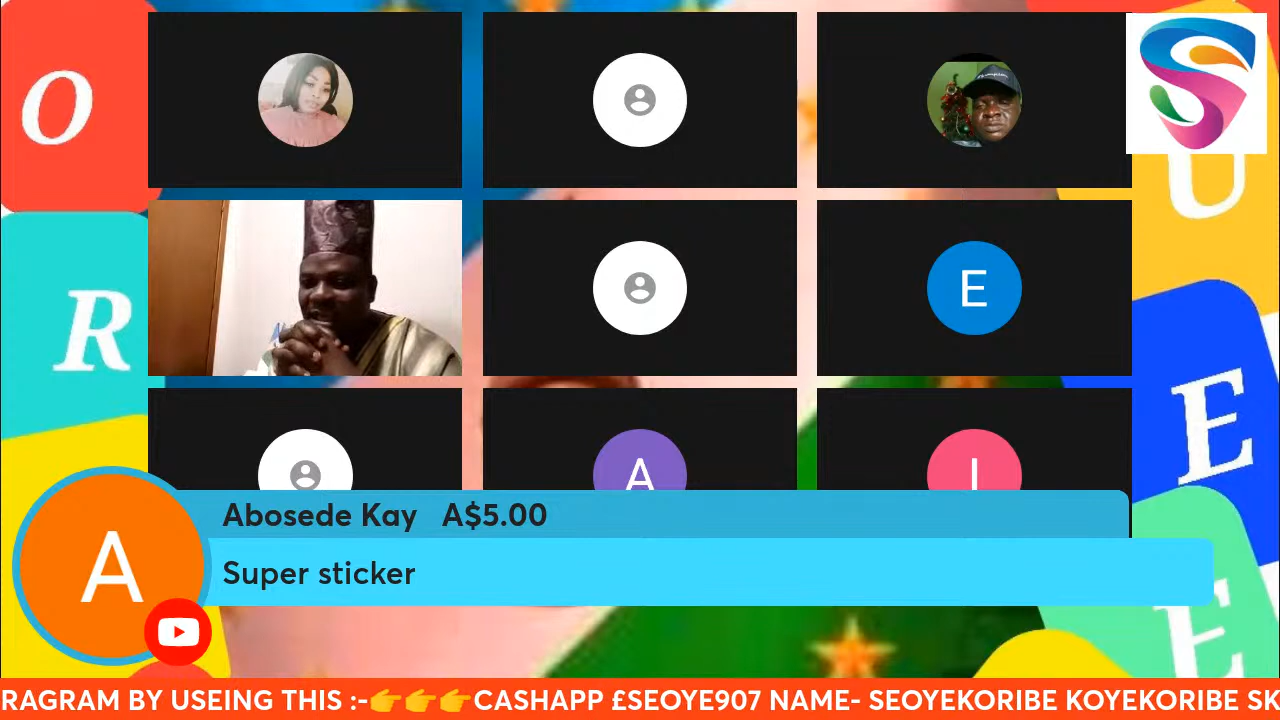 O
R
U
E
E
E
A
I
Abosede Kay A$5.00
A
Super sticker
RAGRAM BY USEING THIS :-👉👉👉CASHAPP £SEOYE907 NAME- SEOYEKORIBE KOYEKORIBE SK